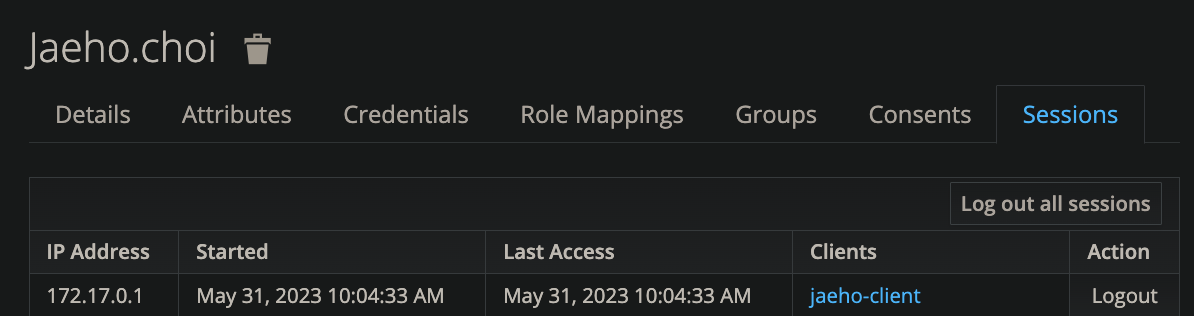 Jaeho.choi
Details Attributes Credentials Role Mappings Groups Consents Sessions
Log out all sessions
IP Address Started Last Access Clients Action
172.17.0.1 May 31, 2023 10:04:33 AM May 31, 2023 10:04:33 AM jaeho-client Logout